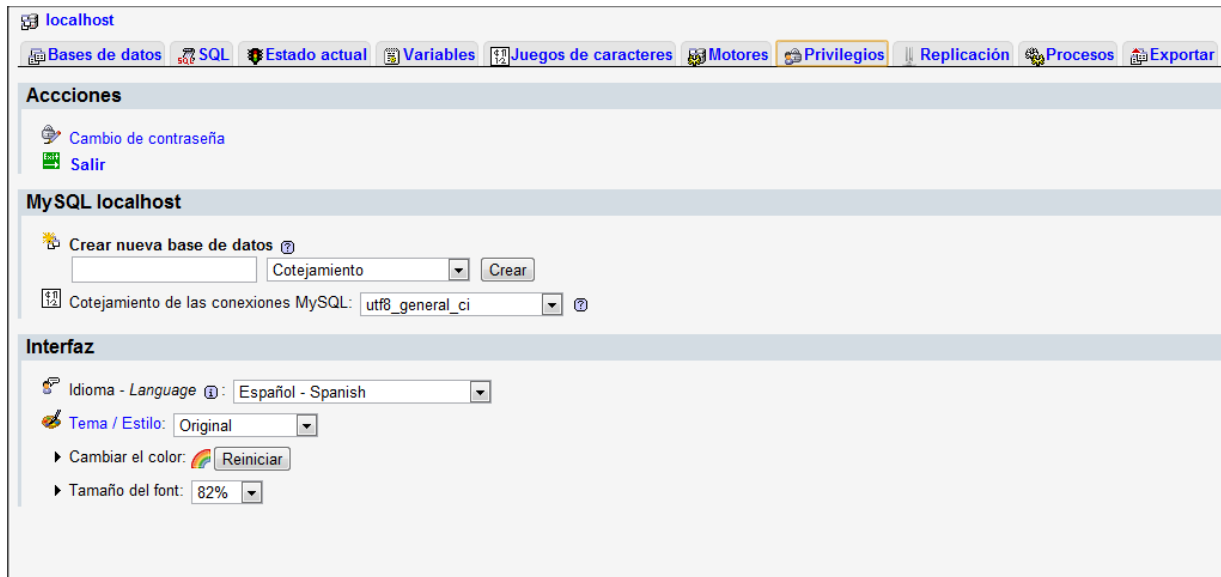 localhost
Bases de datos SQL Estado actual Variables Juegos de caracteres Motores Privilegios Replicación Procesos Exportar
Accciones
Cambio de contraseña
Salir
MySQL localhost
Crear nueva base de datos
Cotejamiento Crear
Cotejamiento de las conexiones MySQL: utf8_general_ci
Interfaz
Idioma - Language : Español - Spanish
Tema / Estilo: Original
Cambiar el color: Reiniciar
Tamaño del font: 82%